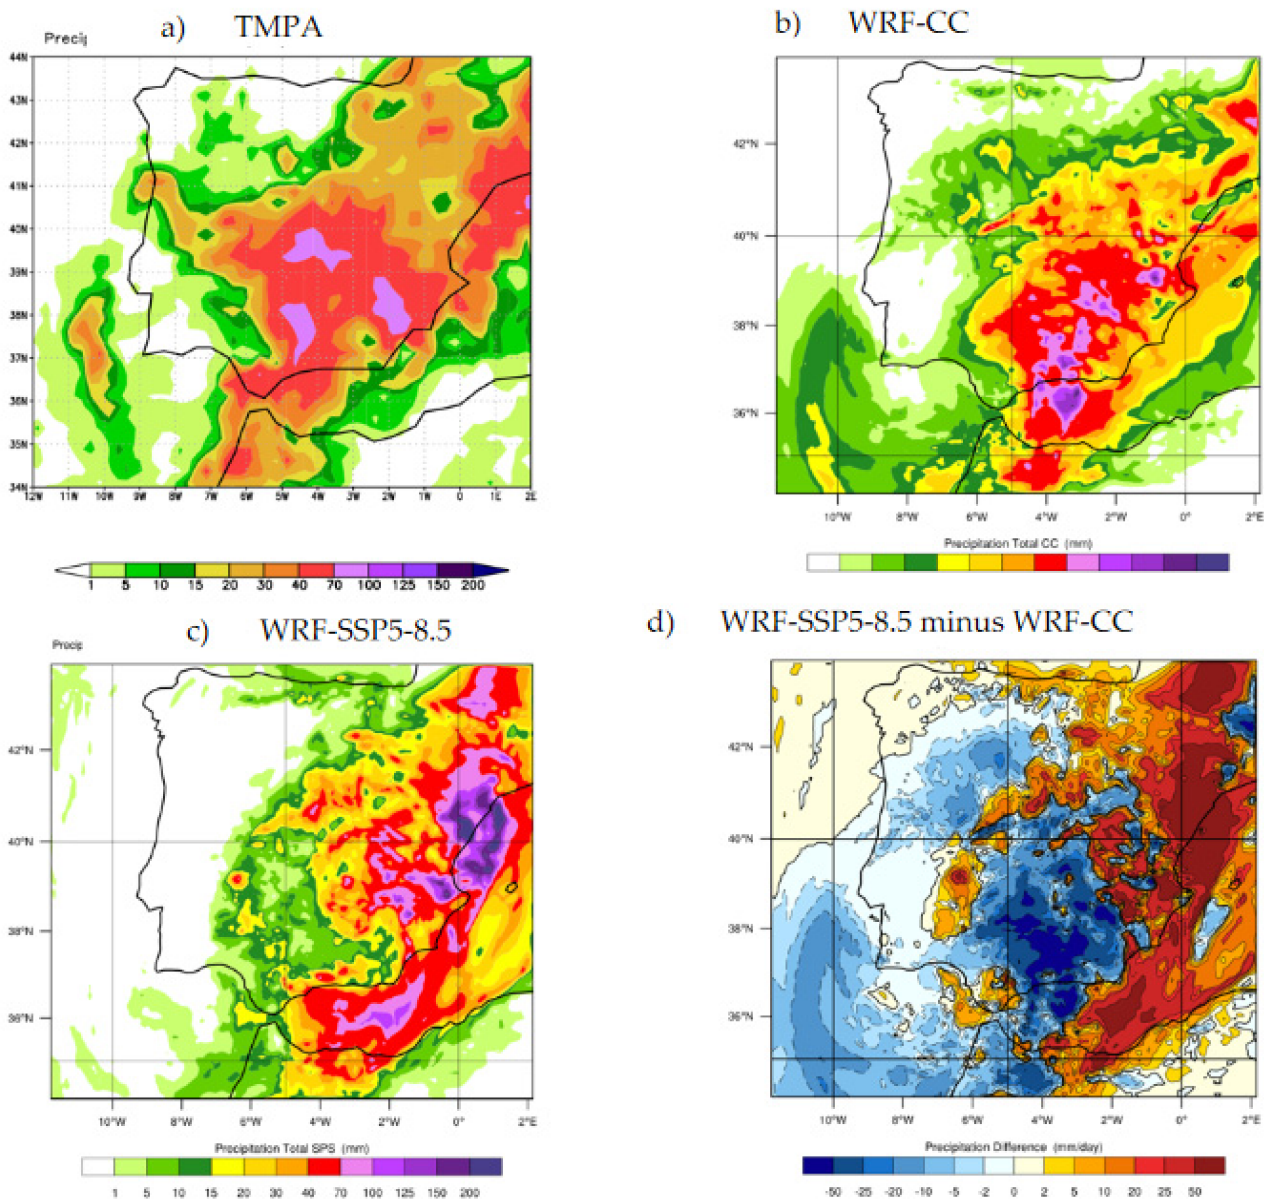 a) TMPA
Precip
44N
43N
42N
41N
40N
39N
38N
37N
36N
35N
34N
12W 11W 10W 9W 8W 7W 6W 5W 4W 3W 2W 1W 0 1E 2E
1 5 10 15 20 30 40 70 100 125 150 200
b) WRF-CC
42°N
40°N
38°N
36°N
10°W 8°W 6°W 4°W 2°W 0° 2°E
Precipitation Total CC (mm)
c) WRF-SSP5-8.5
Precip
42°N
40°N
38°N
36°N
10°W 8°W 6°W 4°W 2°W 0° 2°E
Precipitation Total SPS (mm)
1 5 10 15 20 30 40 70 100 125 150 200
d) WRF-SSP5-8.5 minus WRF-CC
42°N
40°N
38°N
36°N
10°W 8°W 6°W 4°W 2°W 0° 2°E
Precipitation Difference (mm/day)
-50 -25 -20 -10 -5 -2 0 2 5 10 20 25 50